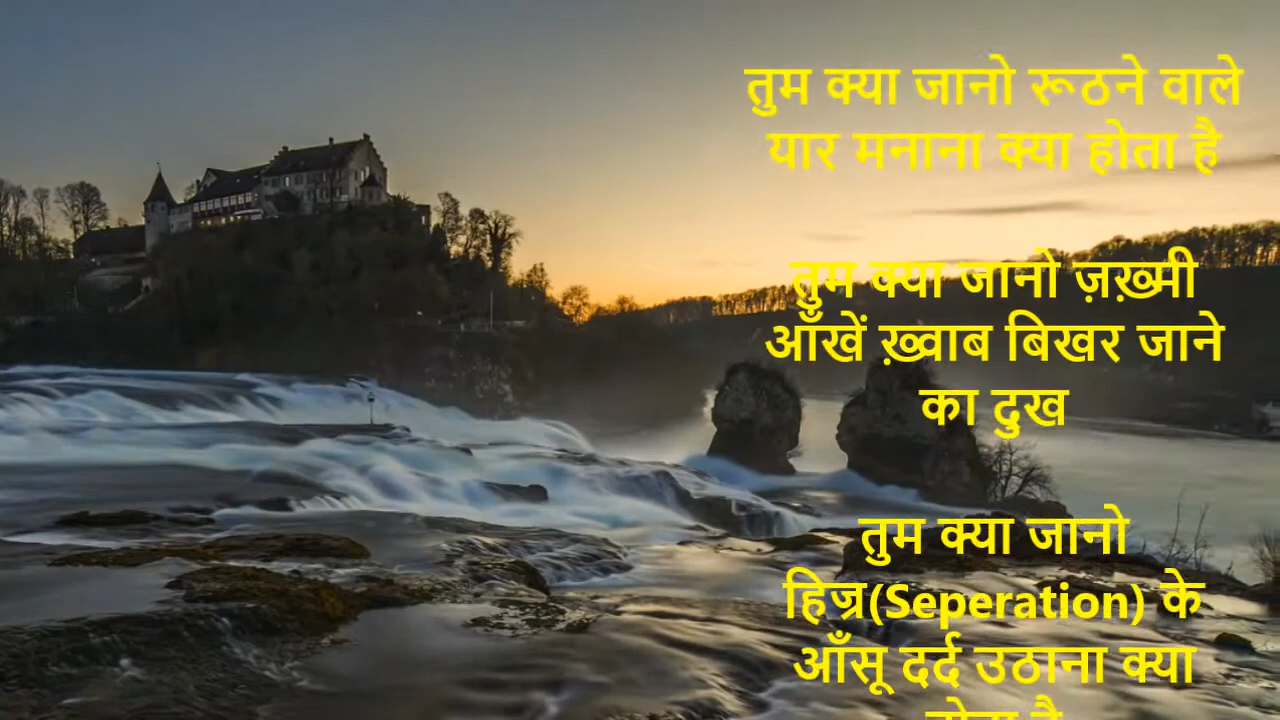 तुम क्या जानो रूठने वाले
यार मनाना क्या होता है
तुम क्या जानो ज़ख़्मी
आँखें ख़्वाब बिखर जाने
का दुख
तुम क्या जानो
हिज्र(Seperation) के
आँसू दर्द उठाना क्या
होता है